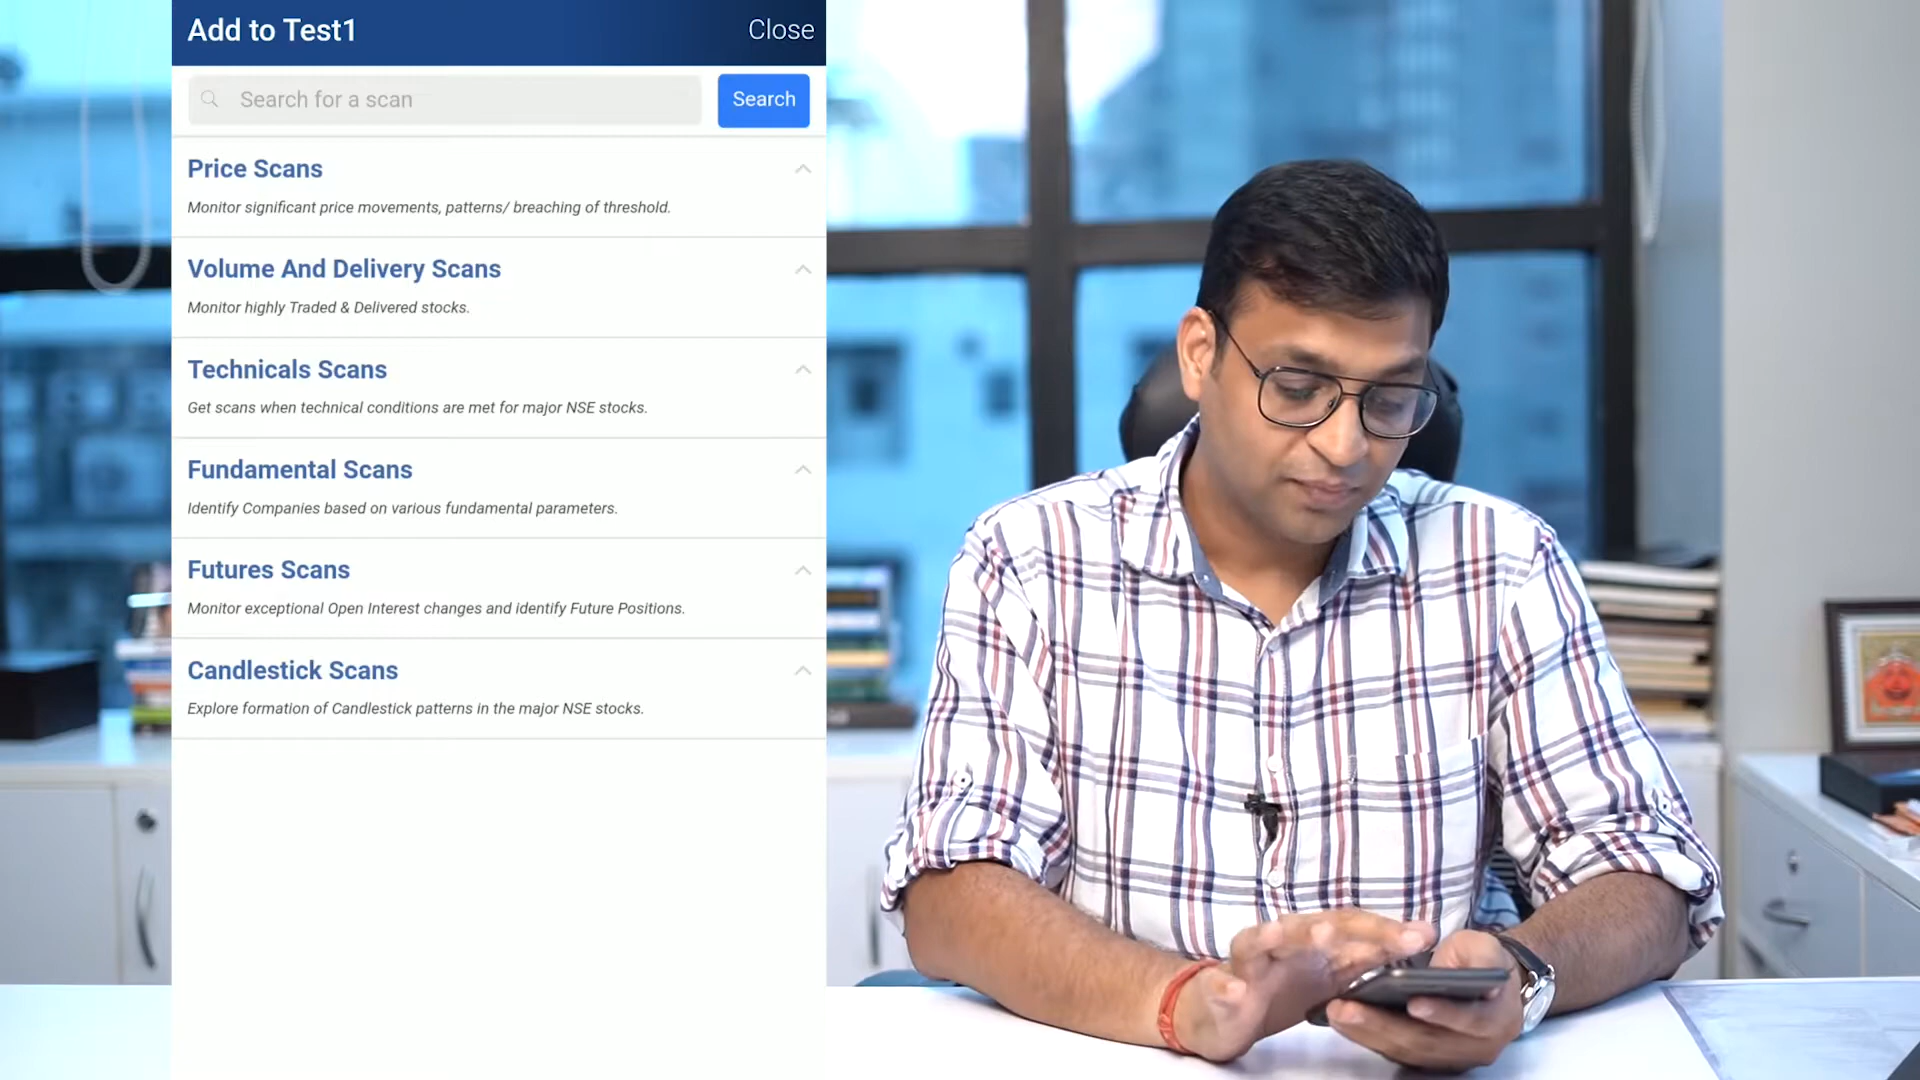 Add to Test1
Close
Search for a scan
Search
Price Scans
Monitor significant price movements, patterns/ breaching of threshold.
Volume And Delivery Scans
Monitor highly Traded & Delivered stocks.
Technicals Scans
Get scans when technical conditions are met for major NSE stocks.
Fundamental Scans
Identify Companies based on various fundamental parameters.
Futures Scans
Monitor exceptional Open Interest changes and identify Future Positions.
Candlestick Scans
Explore formation of Candlestick patterns in the major NSE stocks.